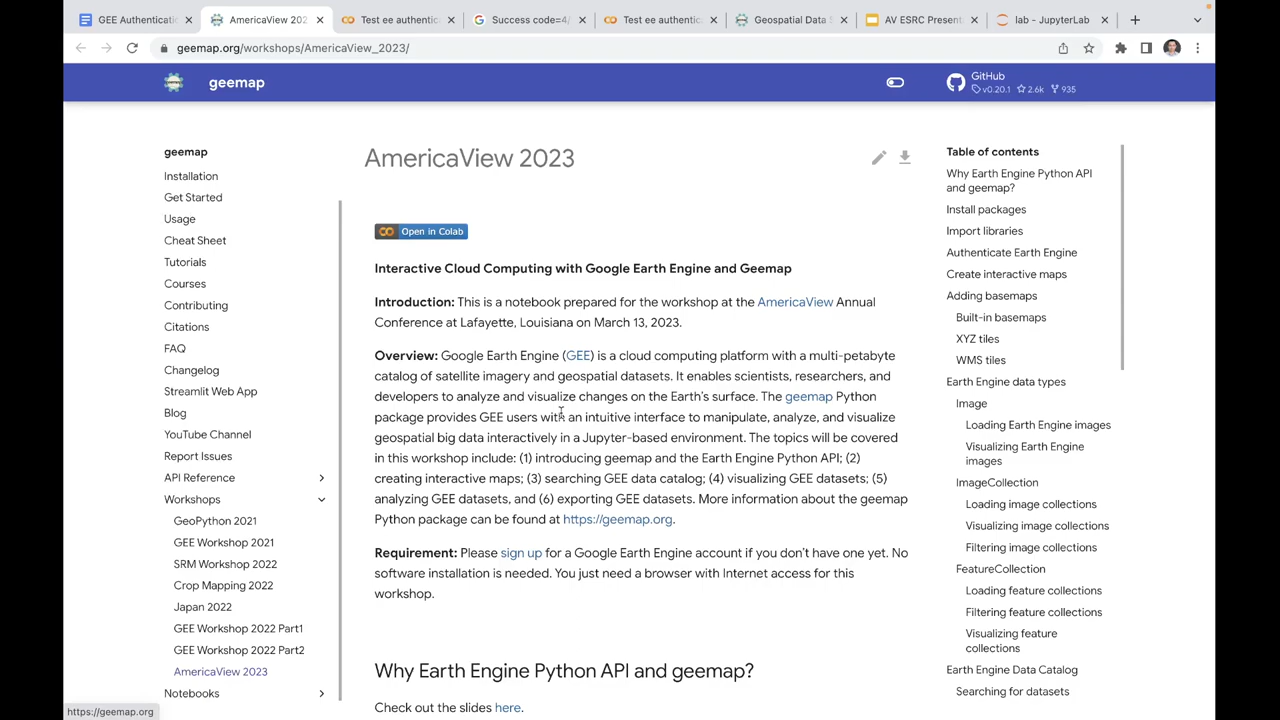 GEE Authenticati
AmericaView 202
Test ee authentic
Success code=4/
Test ee authentic
Geospatial Data S
AV ESRC Present
lab - JupyterLab
geemap.org/workshops/AmericaView_2023/
geemap
GitHub
v0.20.1 2.6k 935
geemap
Installation
Get Started
Usage
Cheat Sheet
Tutorials
Courses
Contributing
Citations
FAQ
Changelog
Streamlit Web App
Blog
YouTube Channel
Report Issues
API Reference
Workshops
GeoPython 2021
GEE Workshop 2021
SRM Workshop 2022
Crop Mapping 2022
Japan 2022
GEE Workshop 2022 Part1
GEE Workshop 2022 Part2
AmericaView 2023
Notebooks
AmericaView 2023
Open in Colab
Interactive Cloud Computing with Google Earth Engine and Geemap
Introduction: This is a notebook prepared for the workshop at the AmericaView Annual
Conference at Lafayette, Louisiana on March 13, 2023.
Overview: Google Earth Engine (GEE) is a cloud computing platform with a multi-petabyte
catalog of satellite imagery and geospatial datasets. It enables scientists, researchers, and
developers to analyze and visualize changes on the Earth's surface. The geemap Python
package provides GEE users with an intuitive interface to manipulate, analyze, and visualize
geospatial big data interactively in a Jupyter-based environment. The topics will be covered
in this workshop include: (1) introducing geemap and the Earth Engine Python API; (2)
creating interactive maps; (3) searching GEE data catalog; (4) visualizing GEE datasets; (5)
analyzing GEE datasets, and (6) exporting GEE datasets. More information about the geemap
Python package can be found at https://geemap.org.
Requirement: Please sign up for a Google Earth Engine account if you don't have one yet. No
software installation is needed. You just need a browser with Internet access for this
workshop.
Why Earth Engine Python API and geemap?
Check out the slides here.
Table of contents
Why Earth Engine Python API
and geemap?
Install packages
Import libraries
Authenticate Earth Engine
Create interactive maps
Adding basemaps
Built-in basemaps
XYZ tiles
WMS tiles
Earth Engine data types
Image
Loading Earth Engine images
Visualizing Earth Engine
images
ImageCollection
Loading image collections
Visualizing image collections
Filtering image collections
FeatureCollection
Loading feature collections
Filtering feature collections
Visualizing feature
collections
Earth Engine Data Catalog
Searching for datasets
https://geemap.org